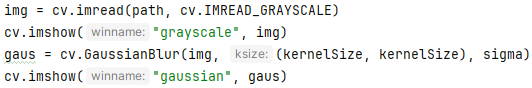 img = cv.imread(path, cv.IMREAD_GRAYSCALE)
cv.imshow( winname: "grayscale", img)
gaus = cv.GaussianBlur(img, ksize: (kernelSize, kernelSize), sigma)
cv.imshow( winname: "gaussian", gaus)